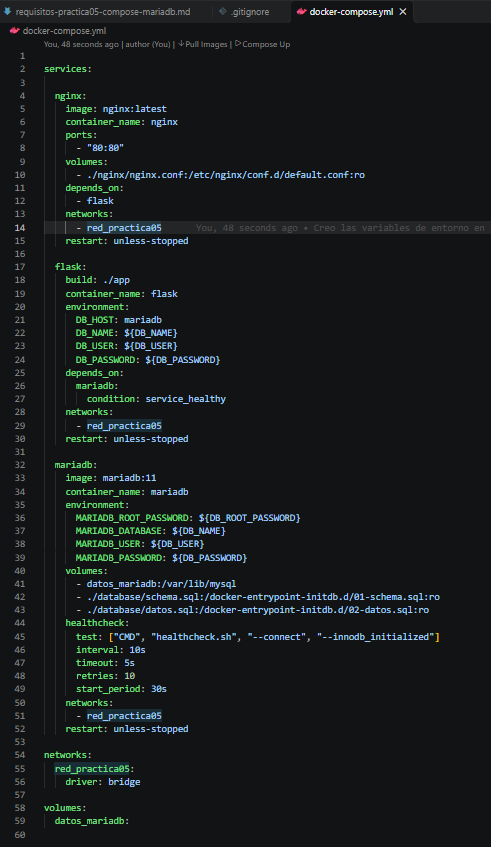 requisitos-practica05-compose-mariadb.md
.gitignore
docker-compose.yml
docker-compose.yml
You, 48 seconds ago | author (You) | Pull Images | Compose Up
1
2 services:
3
4 nginx:
5 image: nginx:latest
6 container_name: nginx
7 ports:
8 - "80:80"
9 volumes:
10 - ./nginx/nginx.conf:/etc/nginx/conf.d/default.conf:ro
11 depends_on:
12 - flask
13 networks:
14 - red_practica05 You, 48 seconds ago • Creo las variables de entorno en
15 restart: unless-stopped
16
17 flask:
18 build: ./app
19 container_name: flask
20 environment:
21 DB_HOST: mariadb
22 DB_NAME: ${DB_NAME}
23 DB_USER: ${DB_USER}
24 DB_PASSWORD: ${DB_PASSWORD}
25 depends_on:
26 mariadb:
27 condition: service_healthy
28 networks:
29 - red_practica05
30 restart: unless-stopped
31
32 mariadb:
33 image: mariadb:11
34 container_name: mariadb
35 environment:
36 MARIADB_ROOT_PASSWORD: ${DB_ROOT_PASSWORD}
37 MARIADB_DATABASE: ${DB_NAME}
38 MARIADB_USER: ${DB_USER}
39 MARIADB_PASSWORD: ${DB_PASSWORD}
40 volumes:
41 - datos_mariadb:/var/lib/mysql
42 - ./database/schema.sql:/docker-entrypoint-initdb.d/01-schema.sql:ro
43 - ./database/datos.sql:/docker-entrypoint-initdb.d/02-datos.sql:ro
44 healthcheck:
45 test: ["CMD", "healthcheck.sh", "--connect", "--innodb_initialized"]
46 interval: 10s
47 timeout: 5s
48 retries: 10
49 start_period: 30s
50 networks:
51 - red_practica05
52 restart: unless-stopped
53
54 networks:
55 red_practica05:
56 driver: bridge
57
58 volumes:
59 datos_mariadb:
60